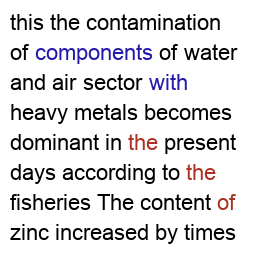 this the contamination
of components of water
and air sector with
heavy metals becomes
dominant in the present
days according to the
fisheries The content of
zinc increased by times